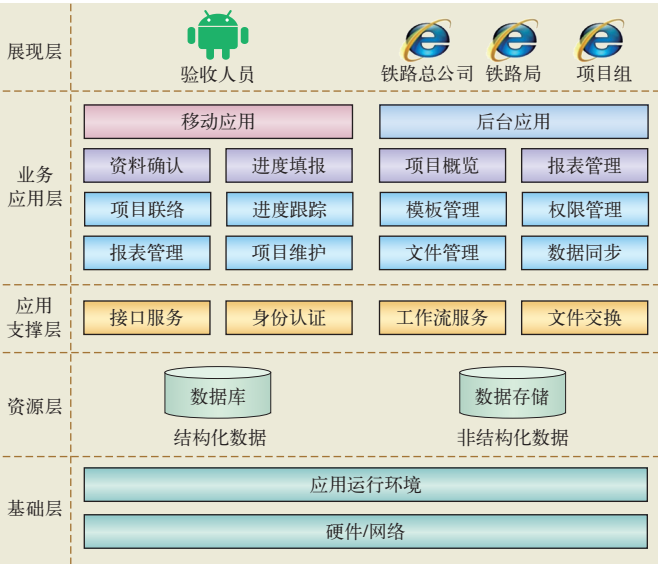 展现层
验收人员
铁路总公司 铁路局 项目组
业务
应用层
移动应用 后台应用
资料确认 进度填报 项目概览 报表管理
项目联络 进度跟踪 模板管理 权限管理
报表管理 项目维护 文件管理 数据同步
应用
支撑层
接口服务 身份认证 工作流服务 文件交换
资源层
数据库 数据存储
结构化数据 非结构化数据
基础层
应用运行环境
硬件/网络